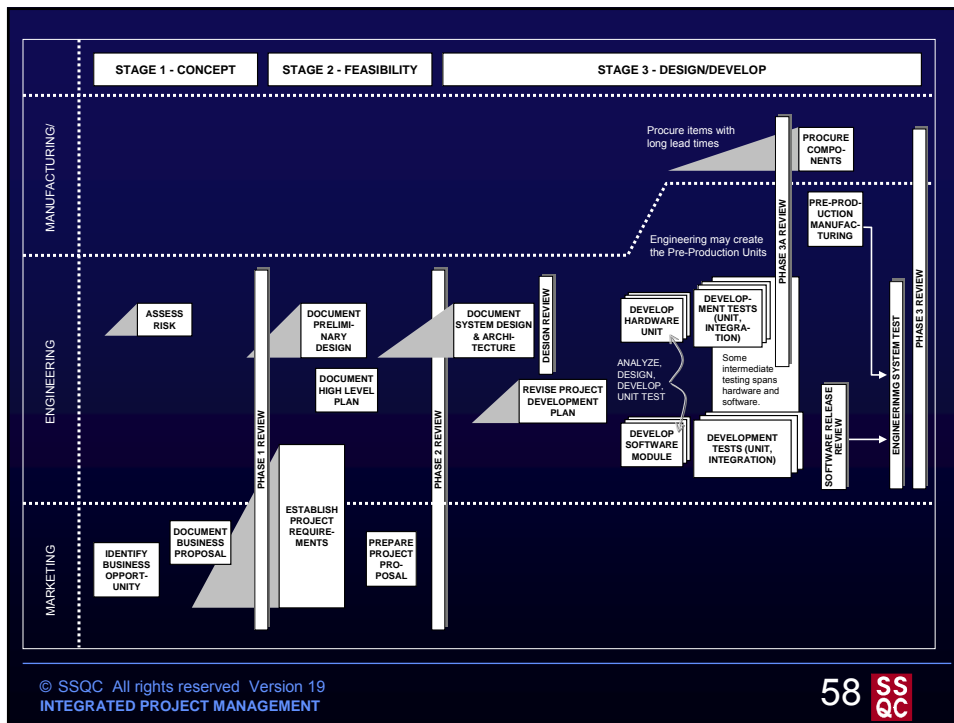 STAGE 1 - CONCEPT
STAGE 2 - FEASIBILITY
STAGE 3 - DESIGN/DEVELOP
MANUFACTURING/
Procure items with
long lead times
PHASE 3A REVIEW
PROCURE
COMPO-
NENTS
PHASE 3 REVIEW
PRE-PROD-
UCTION
MANUFAC-
TURING
Engineering may create
the Pre-Production Units
ENGINEERING
ASSESS
RISK
PHASE 1 REVIEW
DOCUMENT
PRELIMI-
NARY
DESIGN
DOCUMENT
HIGH LEVEL
PLAN
PHASE 2 REVIEW
DOCUMENT
SYSTEM DESIGN
& ARCHI-
TECTURE
DESIGN REVIEW
REVISE PROJECT
DEVELOPMENT
PLAN
DEVELOP
HARDWARE
UNIT
DEVELOP-
MENT TESTS
(UNIT,
INTEGRA-
TION)
ANALYZE,
DESIGN,
DEVELOP,
UNIT TEST
Some
intermediate
testing spans
hardware and
software.
DEVELOP
SOFTWARE
MODULE
DEVELOPMENT
TESTS (UNIT,
INTEGRATION)
SOFTWARE RELEASE
REVIEW
ENGINEERINMG SYSTEM TEST
MARKETING
IDENTIFY
BUSINESS
OPPORT-
UNITY
DOCUMENT
BUSINESS
PROPOSAL
ESTABLISH
PROJECT
REQUIRE-
MENTS
PREPARE
PROJECT
PRO-
POSAL
© SSQC All rights reserved Version 19
INTEGRATED PROJECT MANAGEMENT
58
SS
QC